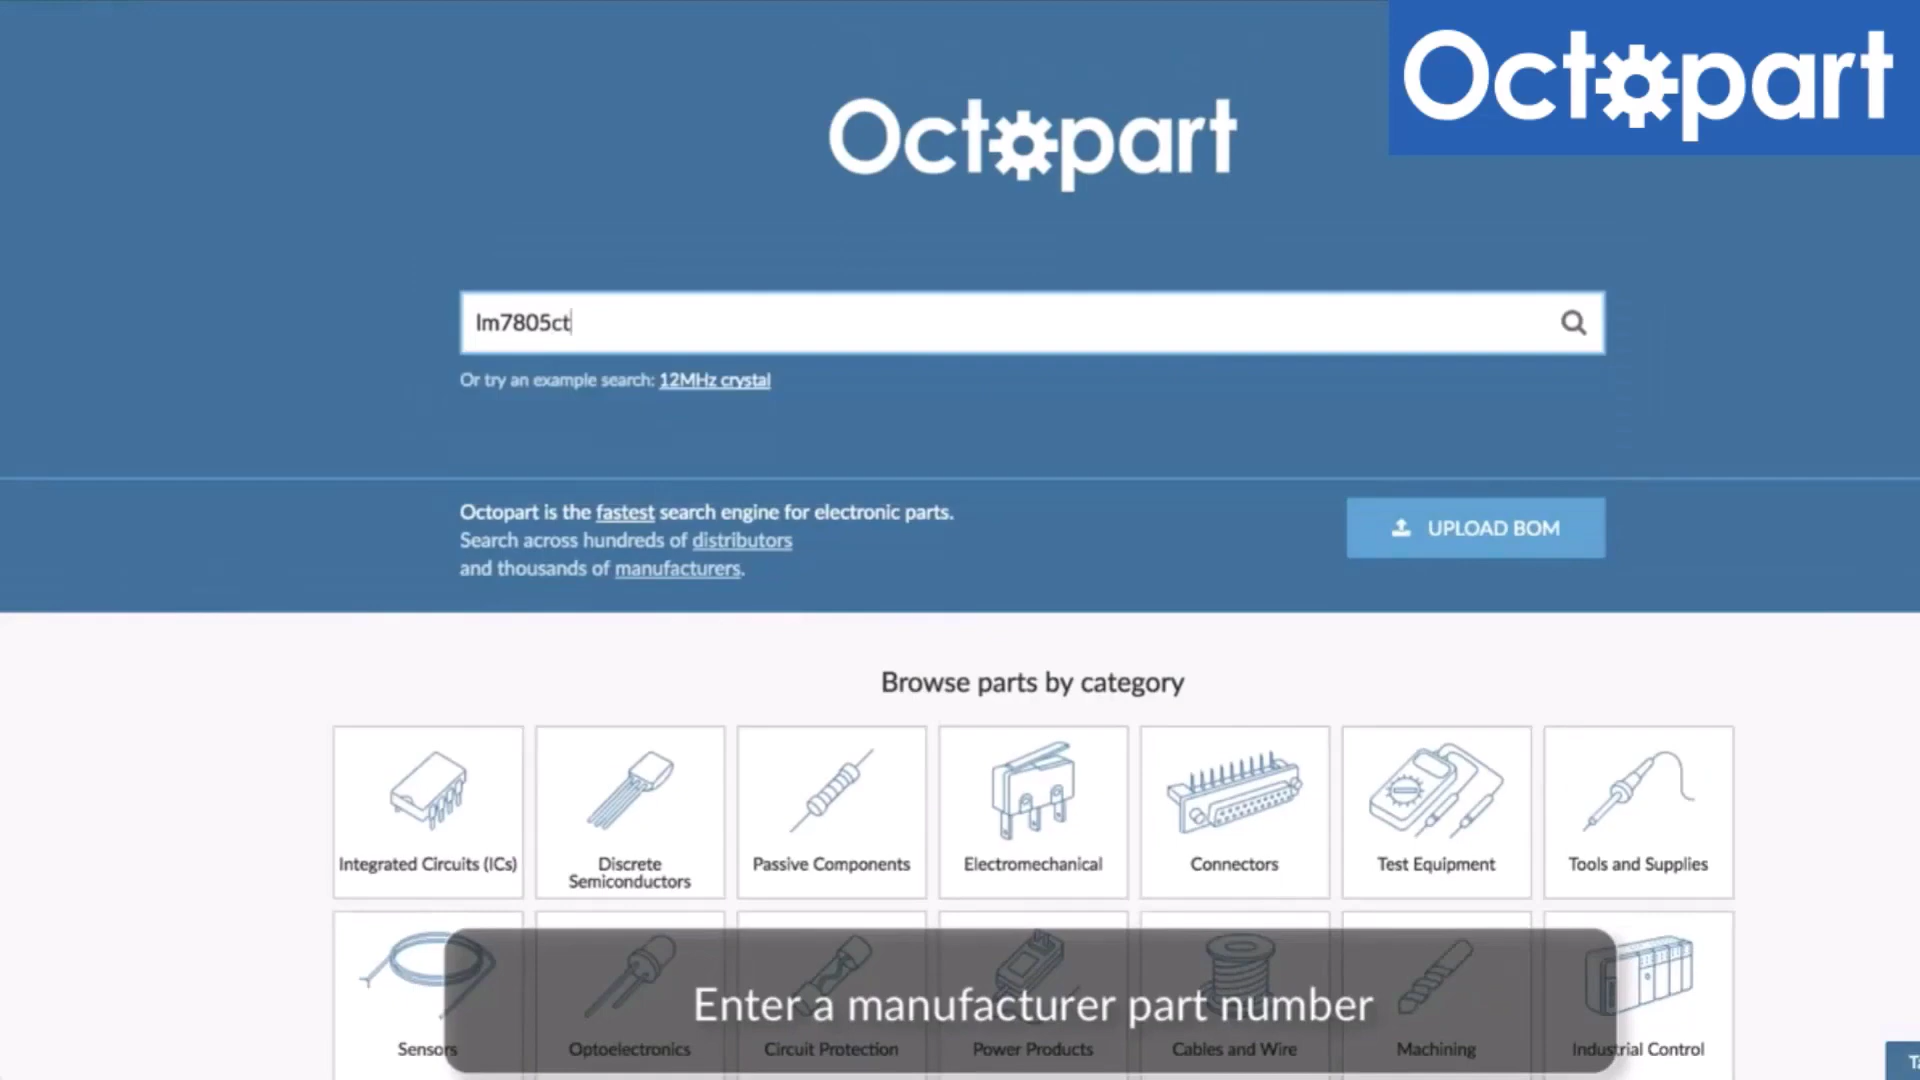 Octopart
Octopart
lm7805ct
Or try an example search: 12MHz crystal
Octopart is the fastest search engine for electronic parts.
Search across hundreds of distributors
and thousands of manufacturers.
UPLOAD BOM
Browse parts by category
Integrated Circuits (ICs)
Discrete
Semiconductors
Passive Components
Electromechanical
Connectors
Test Equipment
Tools and Supplies
Enter a manufacturer part number
Sensors
Optoelectronics
Circuit Protection
Power Products
Cables and Wire
Machining
Industrial Control